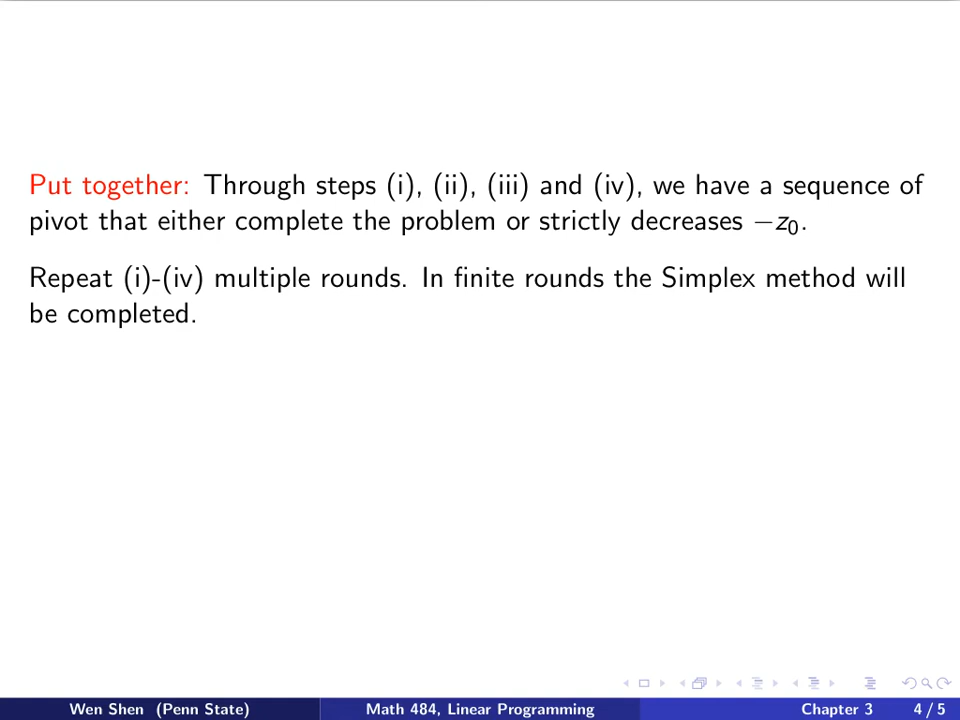 Put together: Through steps (i), (ii), (iii) and (iv), we have a sequence of
pivot that either complete the problem or strictly decreases −z₀.
Repeat (i)-(iv) multiple rounds. In finite rounds the Simplex method will
be completed.
Wen Shen (Penn State) Math 484, Linear Programming Chapter 3 4 / 5